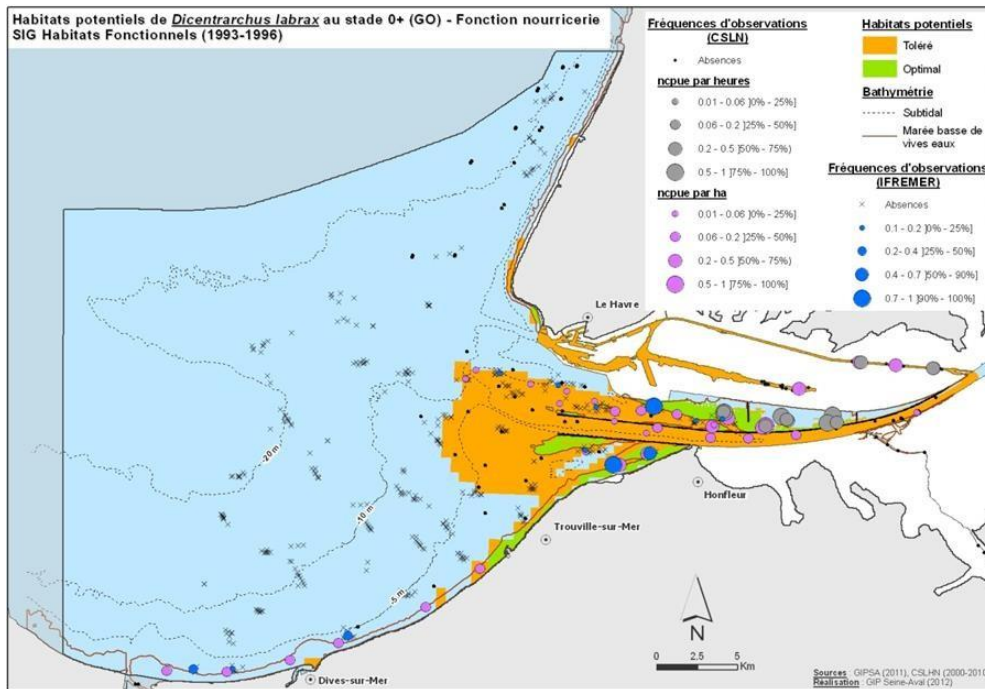 Habitats potentiels de Dicentrarchus labrax au stade 0+ (GO) - Fonction nourricerie
SIG Habitats Fonctionnels (1993-1996)
Fréquences d'observations
(CSLN)
Absences
ncpue par heures
0.01 - 0.06 ]0% - 25%]
0.06 - 0.2 ]25% - 50%]
0.2 - 0.5 ]50% - 75%)
0.5 - 1 ]75% - 100%]
ncpue par ha
0.01 - 0.06 ]0% - 25%]
0.06 - 0.2 ]25% - 50%]
0.2 - 0.5 ]50% - 75%)
0.5 - 1 ]75% - 100%]
Habitats potentiels
Toléré
Optimal
Bathymétrie
Subtidal
Marée basse de
vives eaux
Fréquences d'observations
(IFREMER)
Absences
0.1 - 0.2 ]0% - 25%]
0.2 - 0.4 ]25% - 50%]
0.4 - 0.7 ]50% - 90%]
0.7 - 1 ]90% - 100%]
Le Havre
-20 m
-10 m
-5 m
Honfleur
Trouville-sur-Mer
Dives-sur-Mer
N
0 2.5 5
Km
Sources : GIPSA (2011), CSLHN (2000-2010)
Réalisation : GIP Seine-Aval (2012)